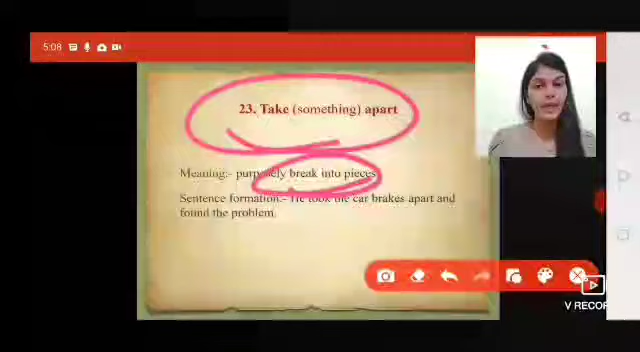 5:08
23. Take (something) apart
Meaning:- purposely break into pieces
Sentence formation:- He took the car brakes apart and
found the problem.
V RECOR